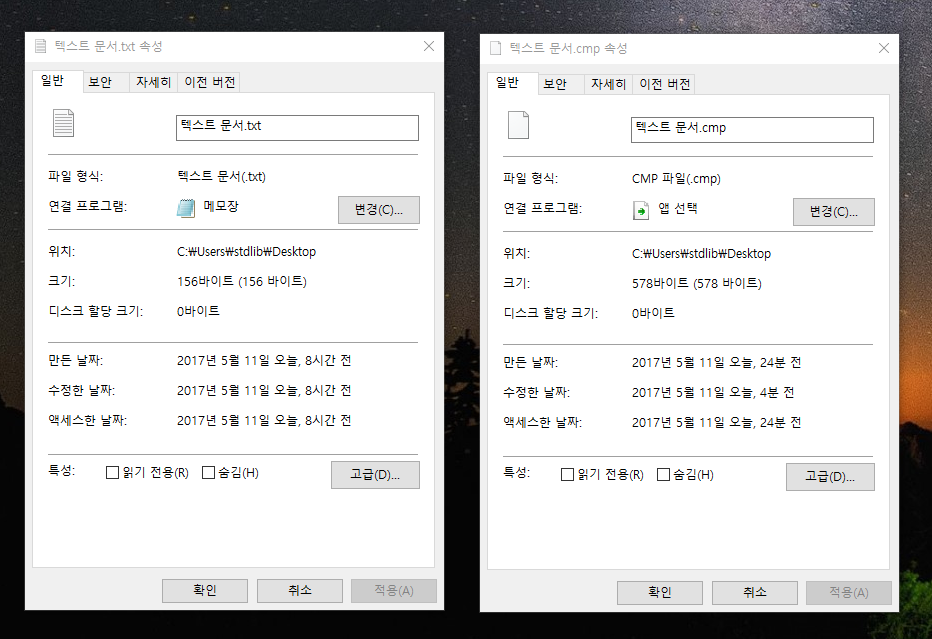 텍스트 문서.txt 속성
일반 보안 자세히 이전 버전
텍스트 문서.txt
파일 형식: 텍스트 문서(.txt)
연결 프로그램: 메모장 변경(C)...
위치: C:₩Users₩stdlib₩Desktop
크기: 156바이트 (156 바이트)
디스크 할당 크기: 0바이트
만든 날짜: 2017년 5월 11일 오늘, 8시간 전
수정한 날짜: 2017년 5월 11일 오늘, 8시간 전
액세스한 날짜: 2017년 5월 11일 오늘, 8시간 전
특성: 읽기 전용(R) 숨김(H) 고급(D)...
확인 취소 적용(A)
텍스트 문서.cmp 속성
일반 보안 자세히 이전 버전
텍스트 문서.cmp
파일 형식: CMP 파일(.cmp)
연결 프로그램: 앱 선택 변경(C)...
위치: C:₩Users₩stdlib₩Desktop
크기: 578바이트 (578 바이트)
디스크 할당 크기: 0바이트
만든 날짜: 2017년 5월 11일 오늘, 24분 전
수정한 날짜: 2017년 5월 11일 오늘, 4분 전
액세스한 날짜: 2017년 5월 11일 오늘, 24분 전
특성: 읽기 전용(R) 숨김(H) 고급(D)...
확인 취소 적용(A)